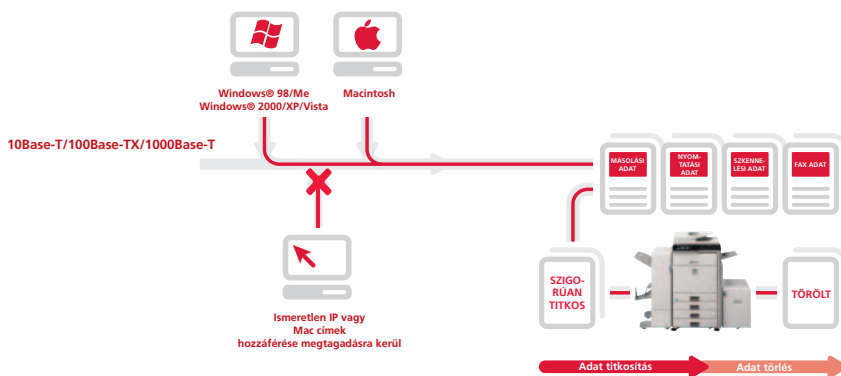 Windows® 98/Me
Windows® 2000/XP/Vista
Macintosh
10Base-T/100Base-TX/1000Base-T
MÁSOLÁSI
ADAT
NYOM-
TATÁSI
ADAT
SZKENNE-
LÉSI ADAT
FAX ADAT
SZIGO-
RÚAN
TITKOS
TÖRÖLT
Ismeretlen IP vagy
Mac címek
hozzáférése megtagadásra kerül
Adat titkosítás
Adat törlés